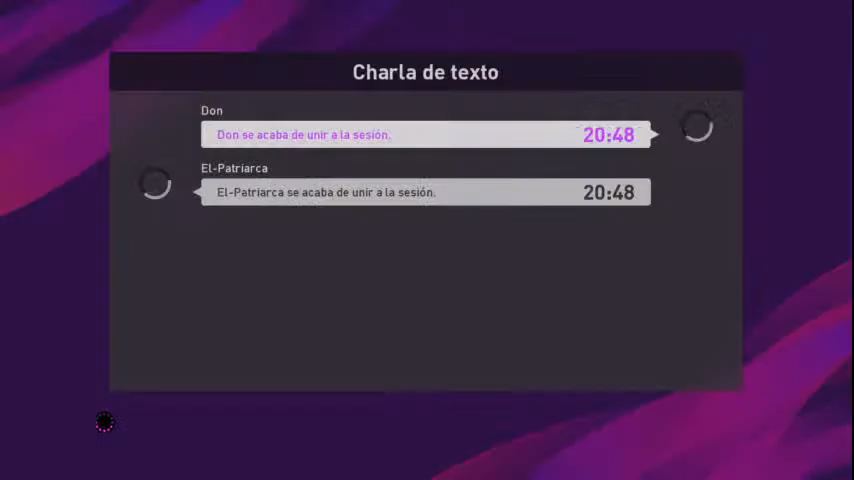 Charla de texto
Don
Don se acaba de unir a la sesión. 20:48
El-Patriarca
El-Patriarca se acaba de unir a la sesión. 20:48